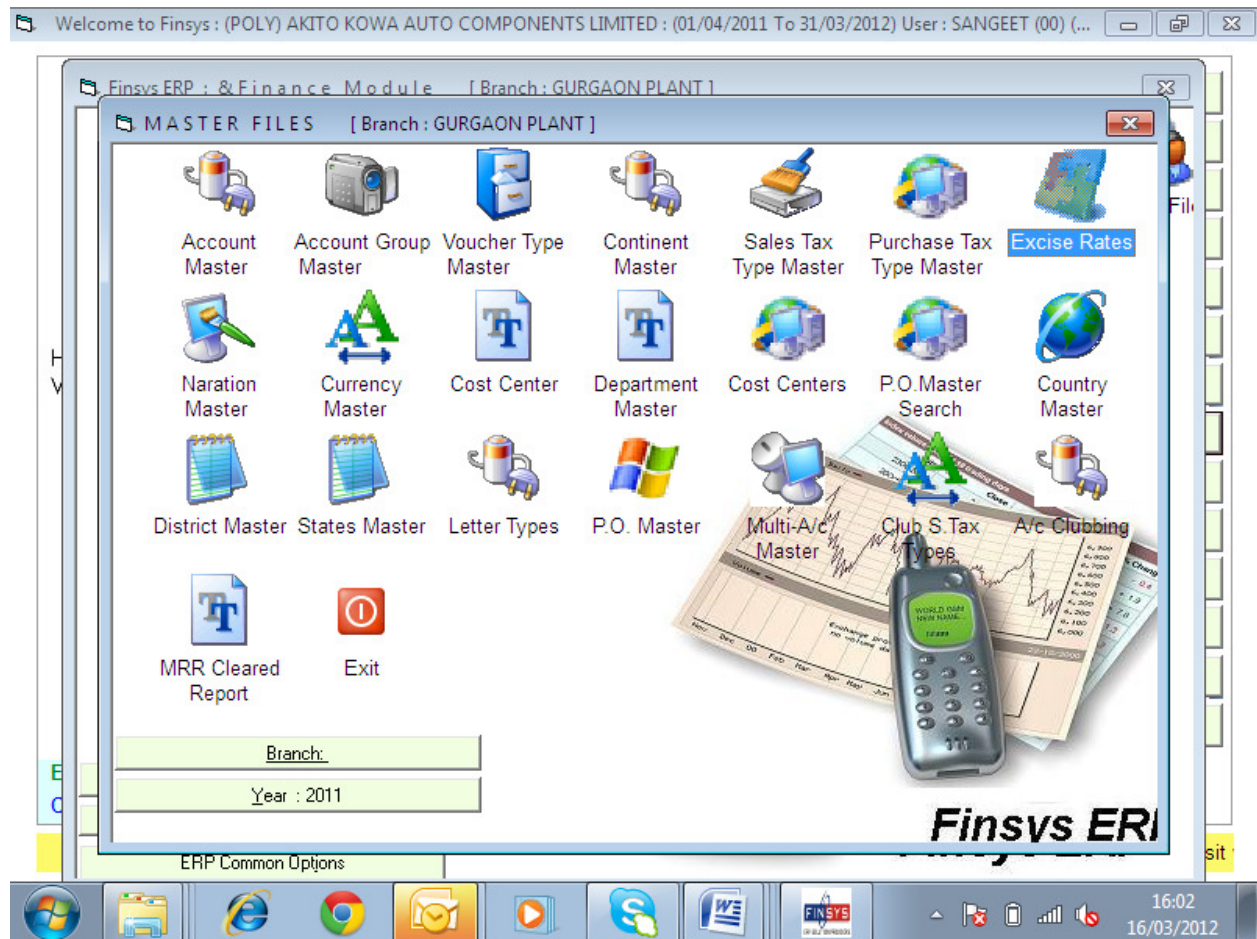 Welcome to Finsys : (POLY) AKITO KOWA AUTO COMPONENTS LIMITED : (01/04/2011 To 31/03/2012) User : SANGEET (00) (...
Finsys ERP : & Finance Module [ Branch : GURGAON PLANT ]
MASTER FILES [ Branch : GURGAON PLANT ]
Account Master
Account Group Master
Voucher Type Master
Continent Master
Sales Tax Type Master
Purchase Tax Type Master
Excise Rates
Naration Master
Currency Master
Cost Center
Department Master
Cost Centers
P.O.Master Search
Country Master
District Master
States Master
Letter Types
P.O. Master
Multi-A/c Master
Club S.Tax Types
A/c Clubbing
MRR Cleared Report
Exit
Branch:
Year : 2011
Finsys ERP
ERP Common Options
sit
FINSYS
16:02
16/03/2012